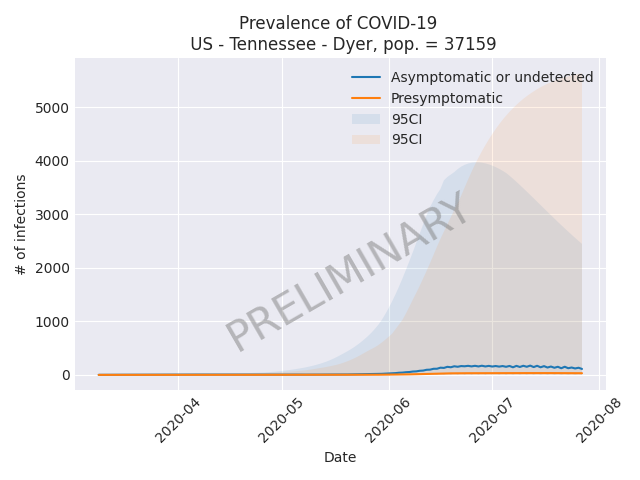 Prevalence of COVID-19
US - Tennessee - Dyer, pop. = 37159
Asymptomatic or undetected
Presymptomatic
95CI
95CI
PRELIMINARY
# of infections
5000
4000
3000
2000
1000
0
2020-04
2020-05
2020-06
2020-07
2020-08
Date